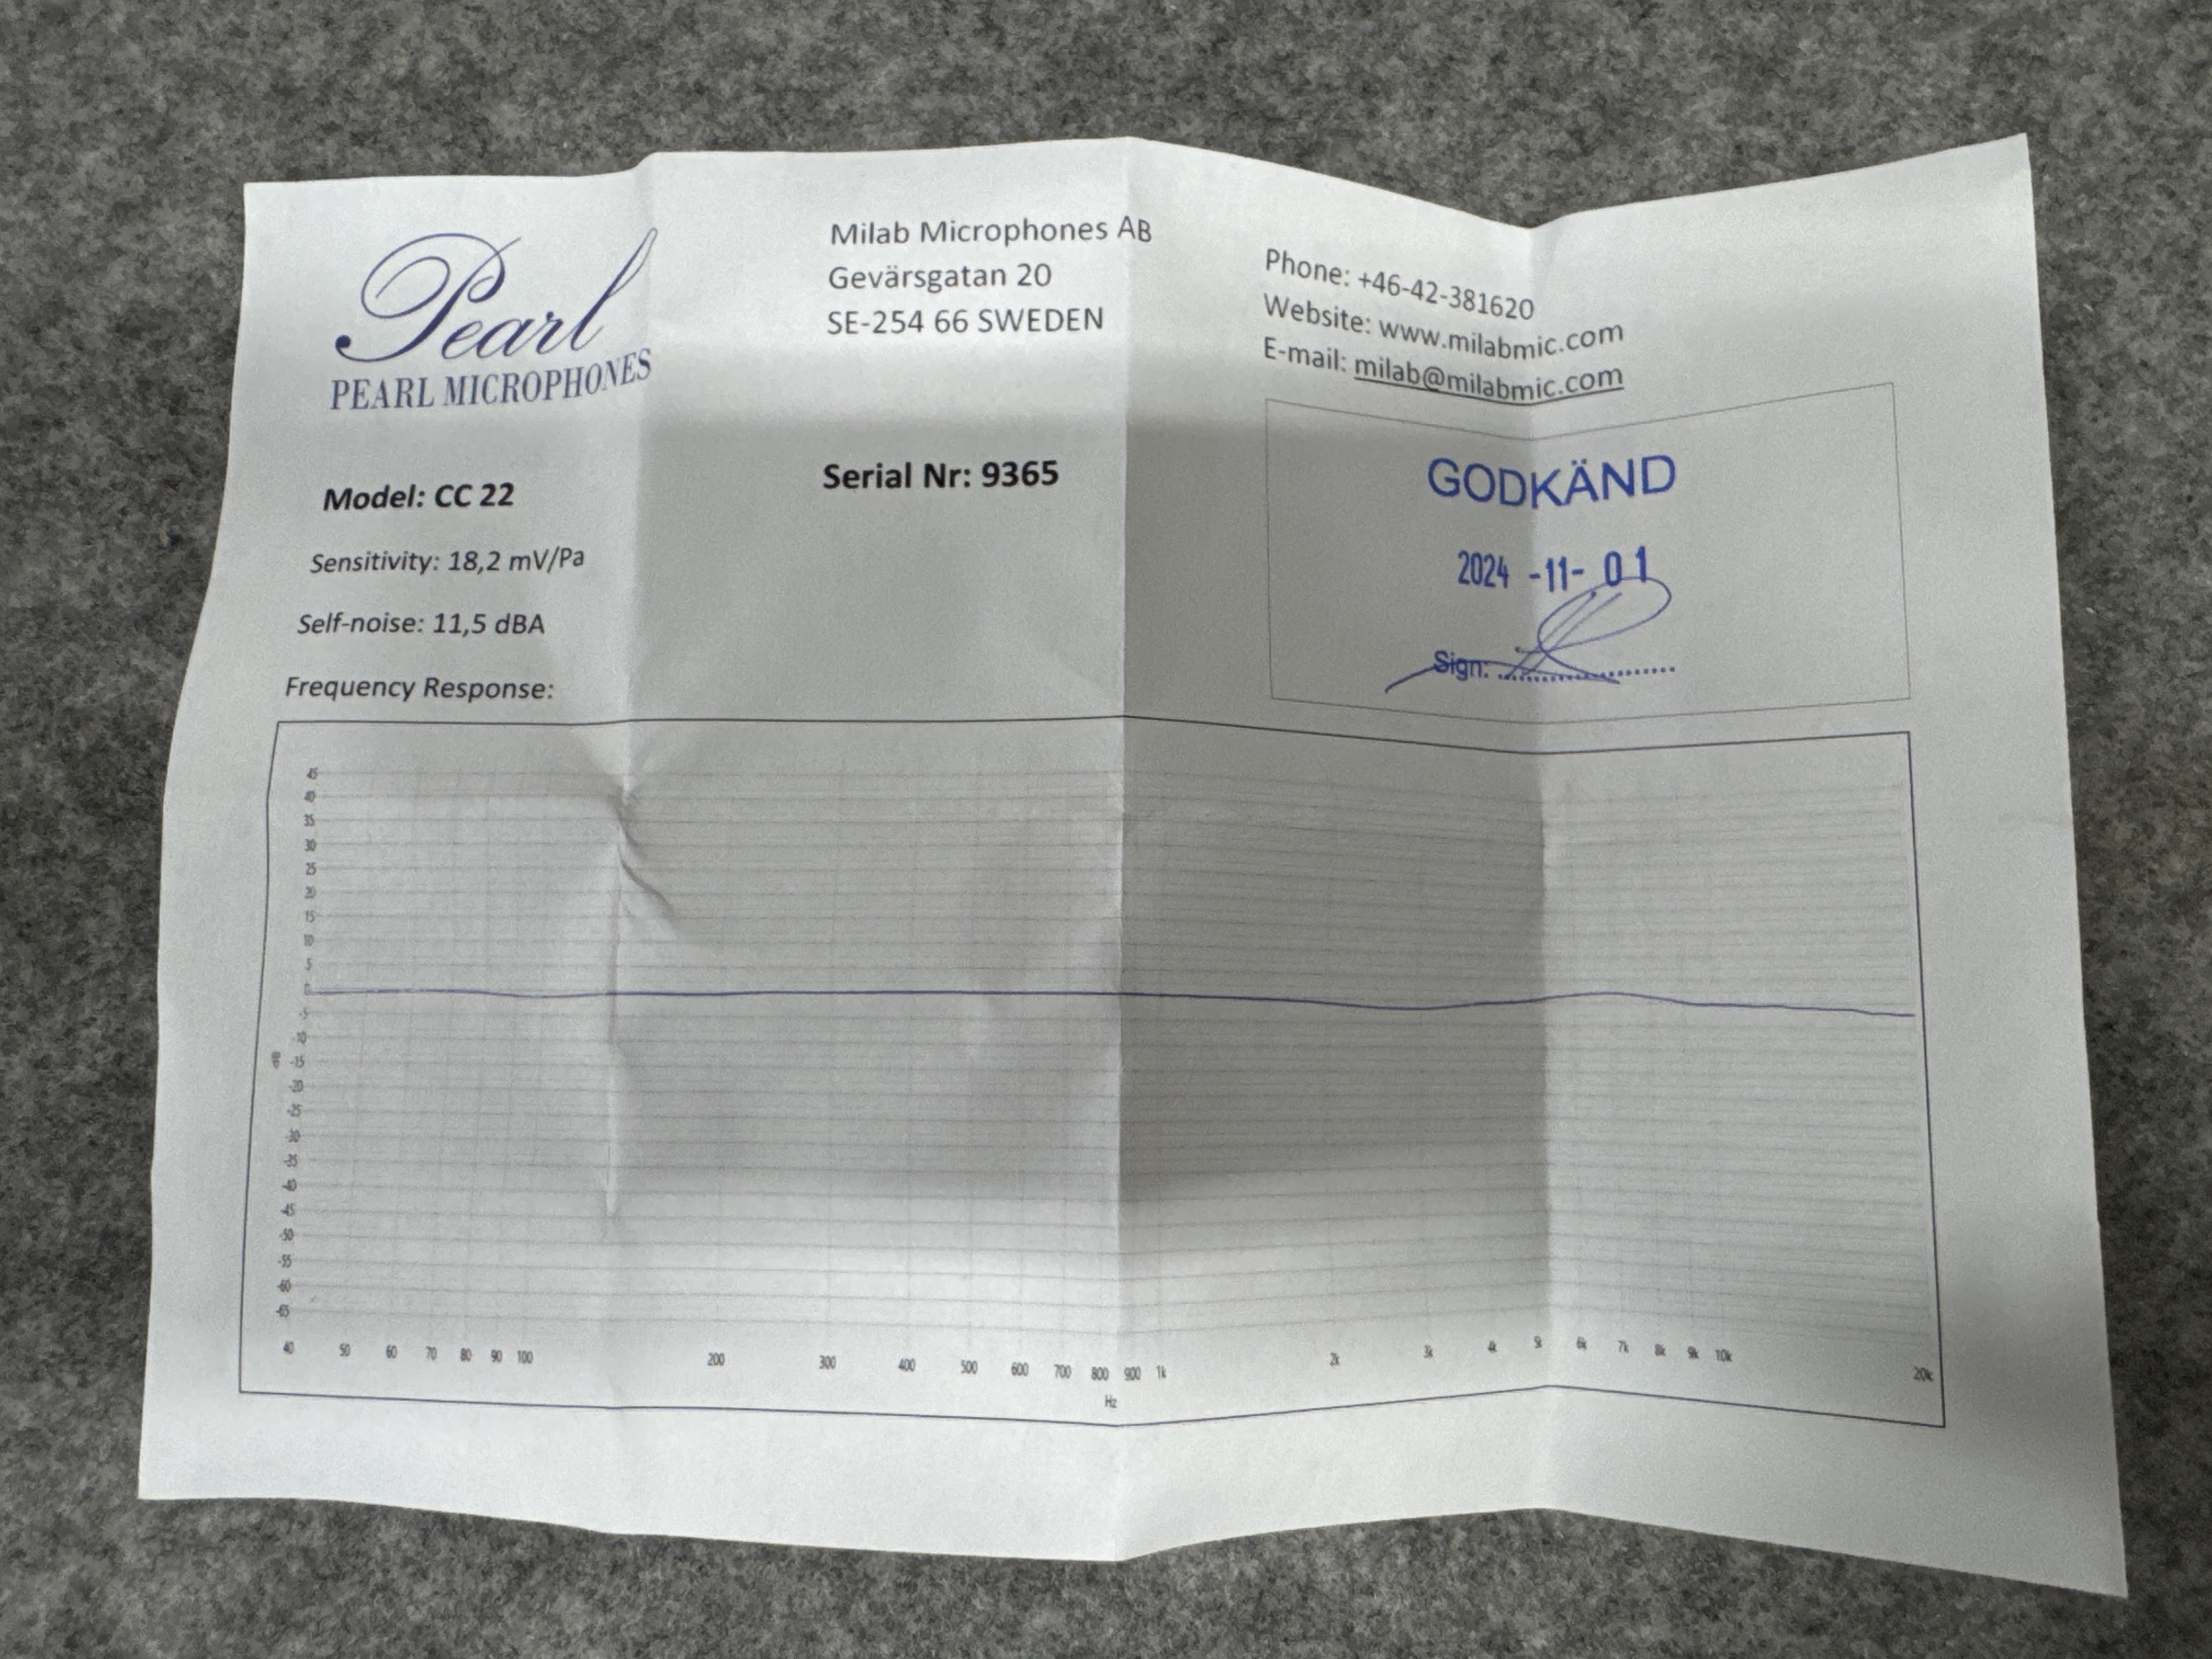 Pearl
PEARL MICROPHONES
Milab Microphones AB
Gevärsgatan 20
SE-254 66 SWEDEN
Phone: +46-42-381620
Website: www.milabmic.com
E-mail: milab@milabmic.com
Model: CC 22
Serial Nr: 9365
GODKÄND
2024 -11- 01
Sign:
Sensitivity: 18,2 mV/Pa
Self-noise: 11,5 dBA
Frequency Response:
45
40
35
30
25
20
15
10
5
0
-5
-10
-15
-20
-25
-30
-35
-40
-45
-50
-55
-60
-65
dB
40 50 60 70 80 90 100 200 300 400 500 600 700 800 900 1k 2k 3k 4k 5k 6k 7k 8k 9k 10k 20k
Hz